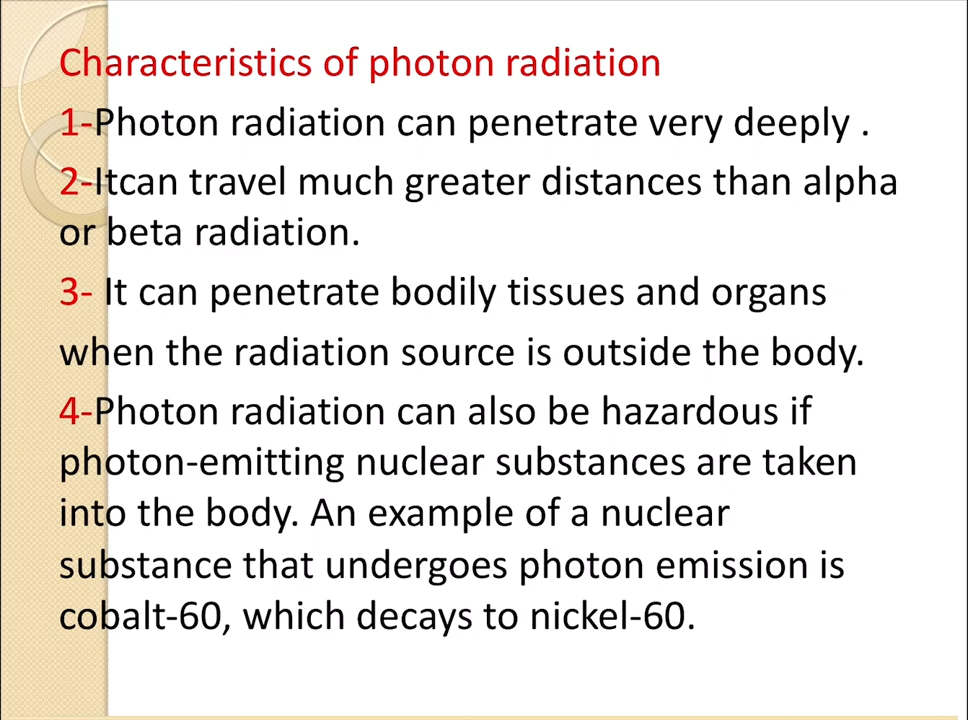 Characteristics of photon radiation
1-Photon radiation can penetrate very deeply .
2-Itcan travel much greater distances than alpha
or beta radiation.
3- It can penetrate bodily tissues and organs
when the radiation source is outside the body.
4-Photon radiation can also be hazardous if
photon-emitting nuclear substances are taken
into the body. An example of a nuclear
substance that undergoes photon emission is
cobalt-60, which decays to nickel-60.